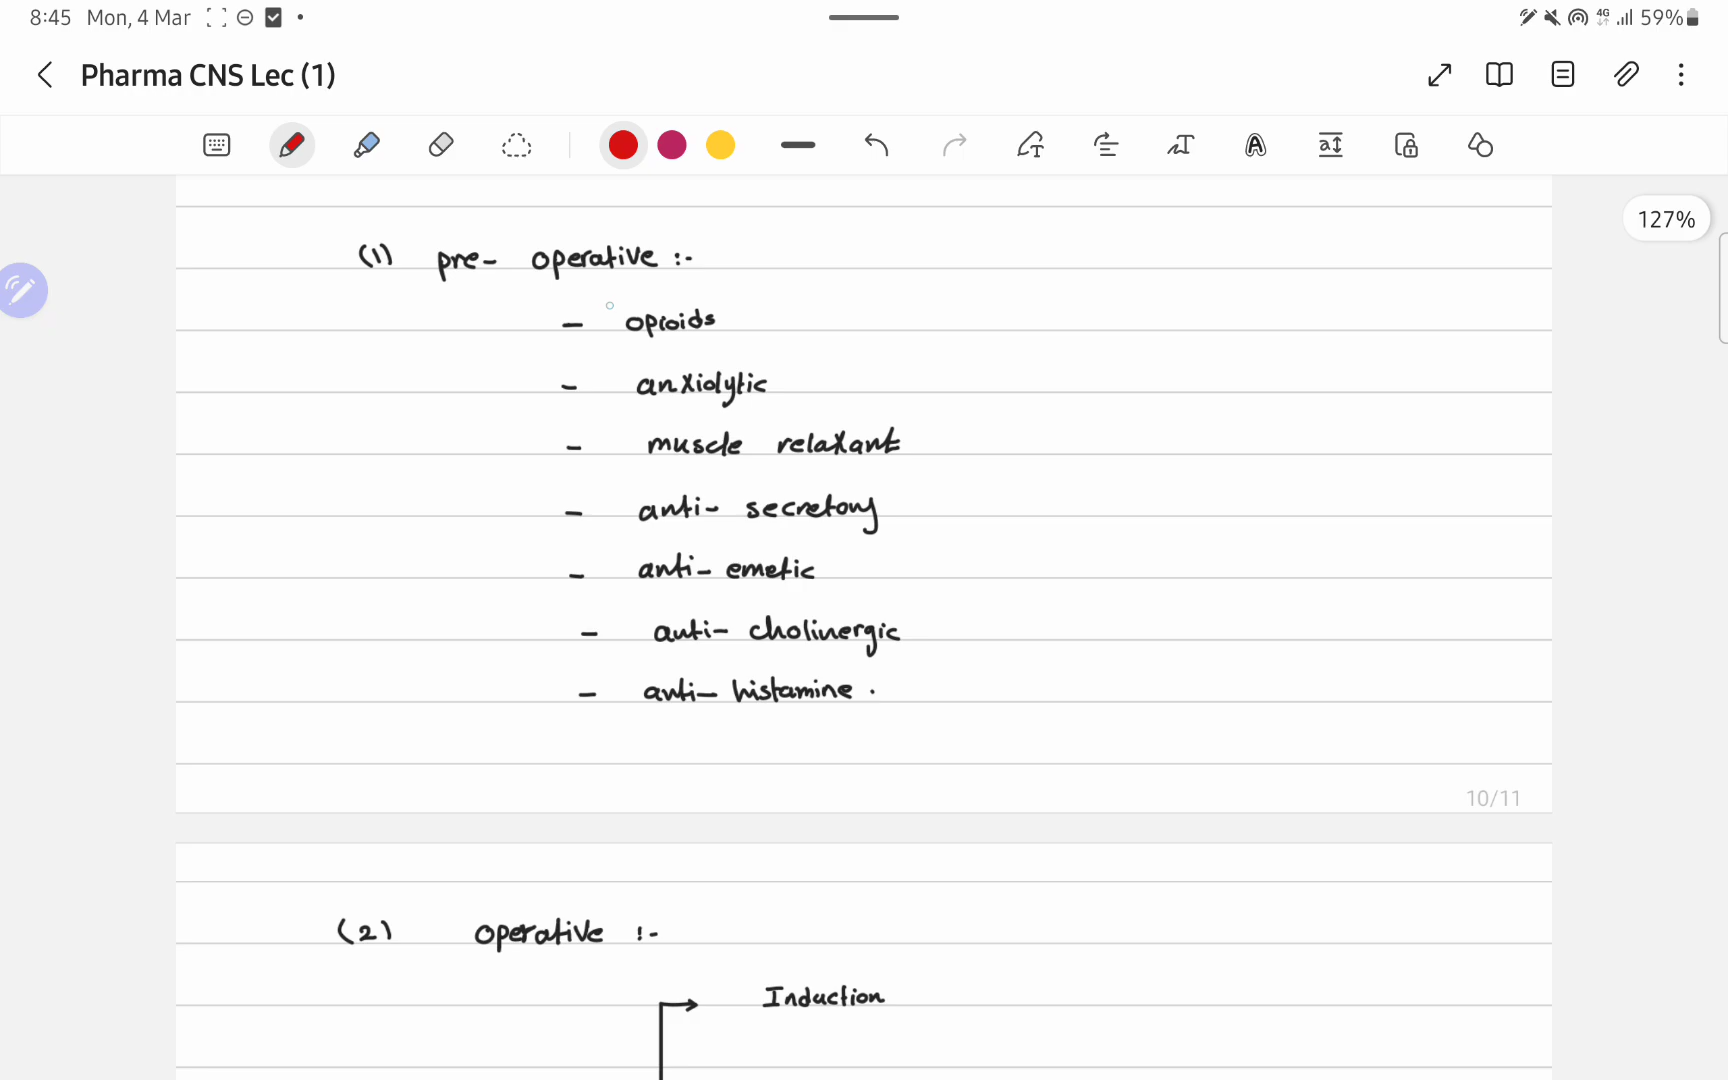 8:45 Mon, 4 Mar 4G 59%
Pharma CNS Lec (1)
127%
(1) pre- operative :-
- opioids
- anxiolytic
- muscle relaxant
- anti- secretory
- anti- emetic
- anti- cholinergic
- anti- histamine .
10/11
(2) operative :-
Induction